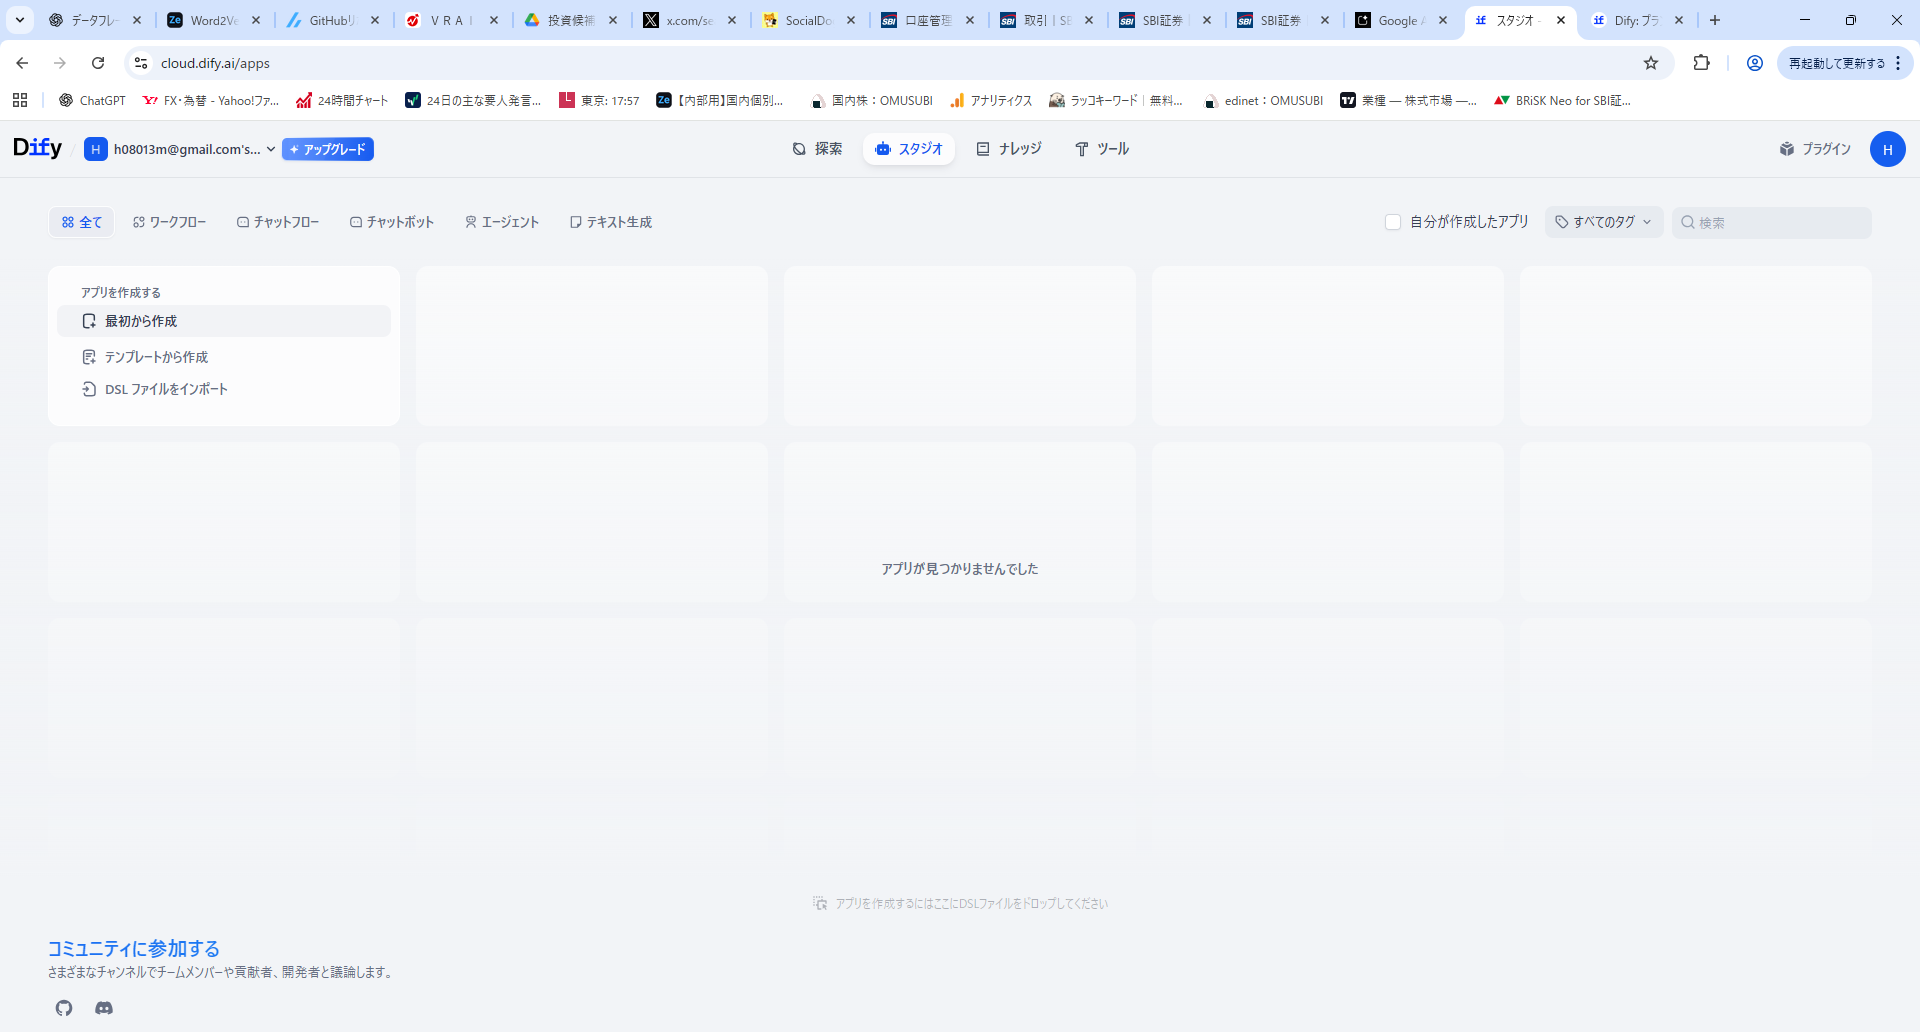 データフレー
Word2Ve
GitHubリ
ＶＲＡＩ
投資候補
x.com/se
SocialDo
口座管理
取引｜SB
SBI証券
SBI証券
Google A
スタジオ -
Dify: プラ
cloud.dify.ai/apps
再起動して更新する
ChatGPT
FX・為替 - Yahoo!ファ...
24時間チャート
24日の主な要人発言...
東京: 17:57
【内部用】国内個別...
国内株：OMUSUBI
アナリティクス
ラッコキーワード｜無料...
edinet：OMUSUBI
業種 — 株式市場 —...
BRiSK Neo for SBI証...
Dify
H
h08013m@gmail.com's...
アップグレード
探索
スタジオ
ナレッジ
ツール
プラグイン
H
全て
ワークフロー
チャットフロー
チャットボット
エージェント
テキスト生成
自分が作成したアプリ
すべてのタグ
検索
アプリを作成する
最初から作成
テンプレートから作成
DSL ファイルをインポート
アプリが見つかりませんでした
アプリを作成するにはここにDSLファイルをドロップしてください
コミュニティに参加する
さまざまなチャンネルでチームメンバーや貢献者、開発者と議論します。